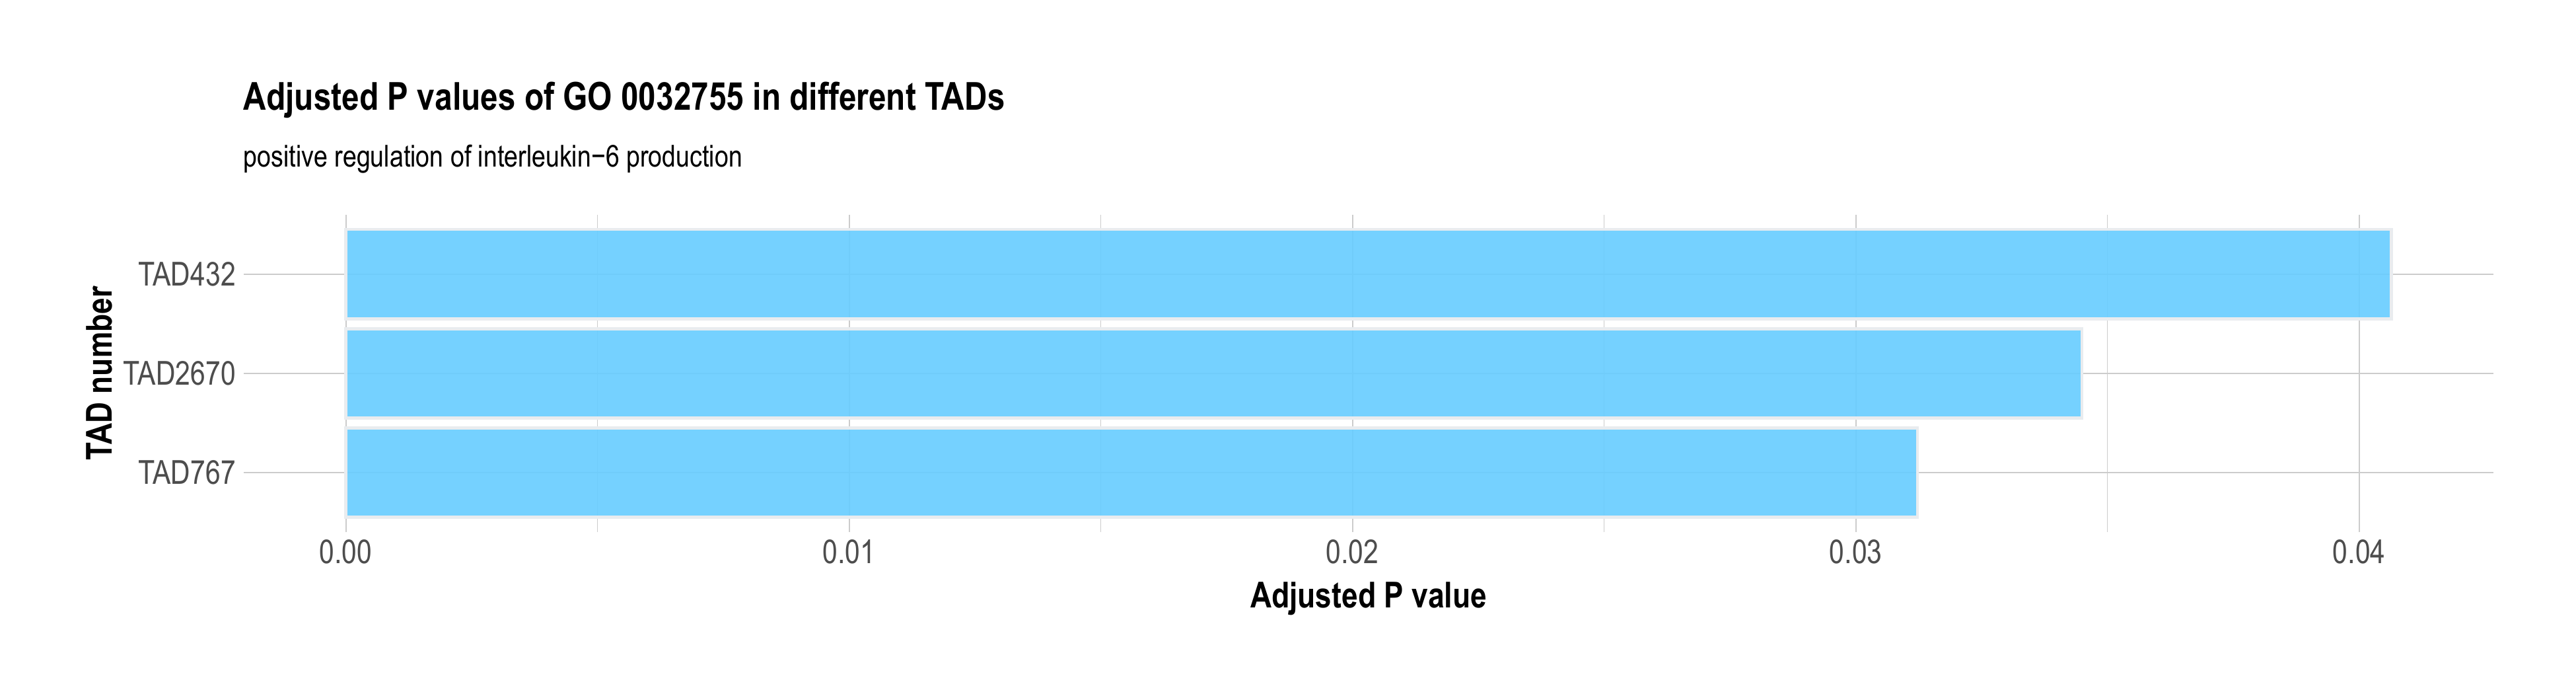 Adjusted P values of GO 0032755 in different TADs
positive regulation of interleukin−6 production
TAD number
TAD432
TAD2670
TAD767
0.00 0.01 0.02 0.03 0.04
Adjusted P value